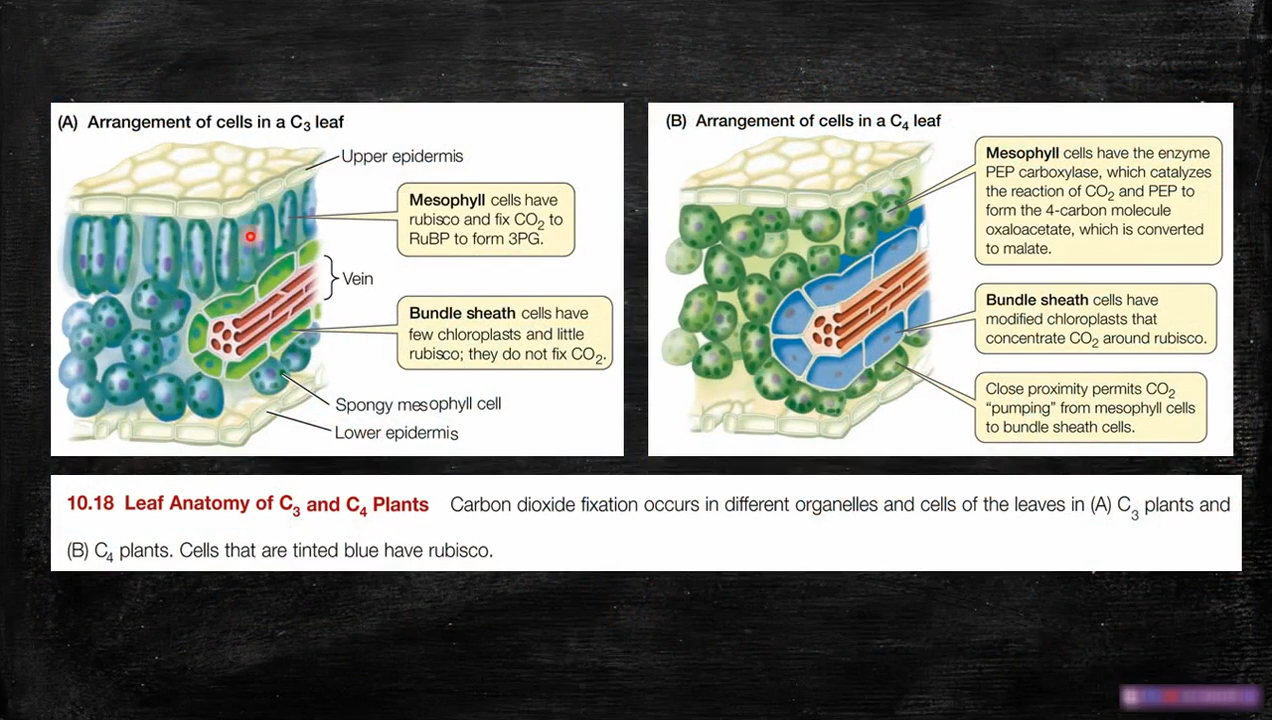 (A) Arrangement of cells in a C3 leaf
Upper epidermis
Mesophyll cells have
rubisco and fix CO2 to
RuBP to form 3PG.
Vein
Bundle sheath cells have
few chloroplasts and little
rubisco; they do not fix CO2.
Spongy mesophyll cell
Lower epidermis
(B) Arrangement of cells in a C4 leaf
Mesophyll cells have the enzyme
PEP carboxylase, which catalyzes
the reaction of CO2 and PEP to
form the 4-carbon molecule
oxaloacetate, which is converted
to malate.
Bundle sheath cells have
modified chloroplasts that
concentrate CO2 around rubisco.
Close proximity permits CO2
"pumping" from mesophyll cells
to bundle sheath cells.
10.18 Leaf Anatomy of C3 and C4 Plants Carbon dioxide fixation occurs in different organelles and cells of the leaves in (A) C3 plants and
(B) C4 plants. Cells that are tinted blue have rubisco.